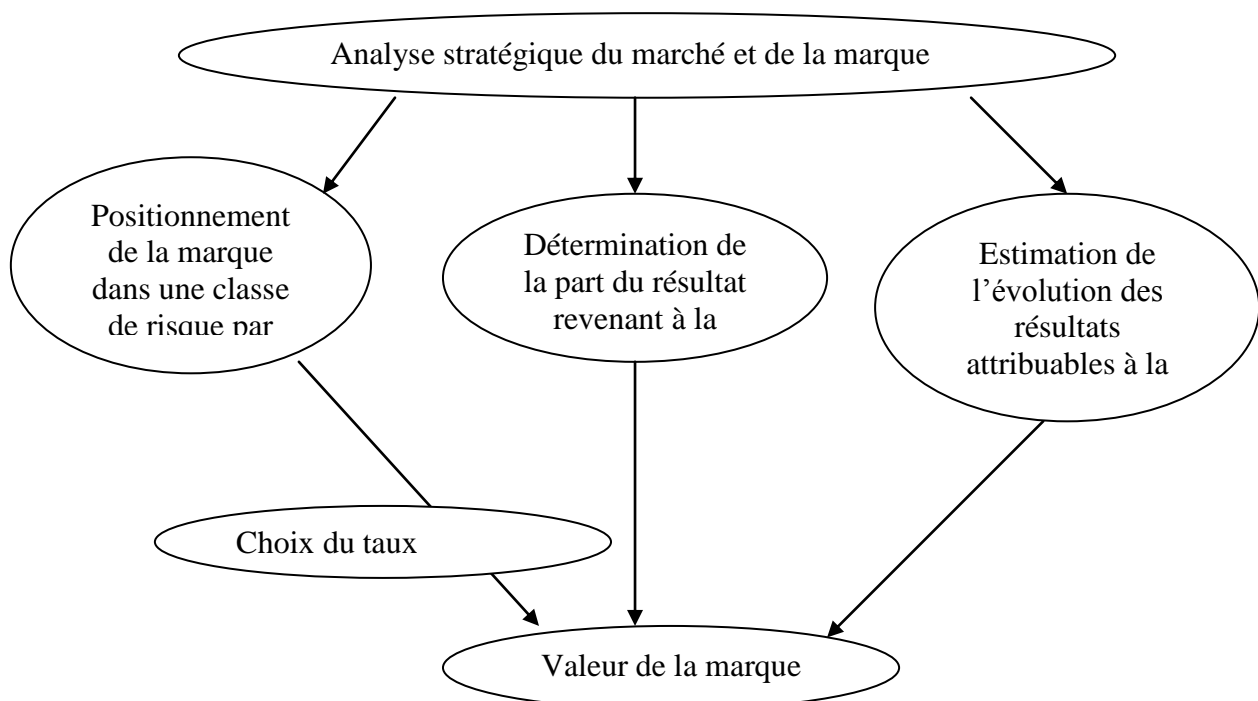 Analyse stratégique du marché et de la marque
Positionnement
de la marque
dans une classe
de risque par
Détermination de
la part du résultat
revenant à la
Estimation de
l’évolution des
résultats
attribuables à la
Choix du taux
Valeur de la marque